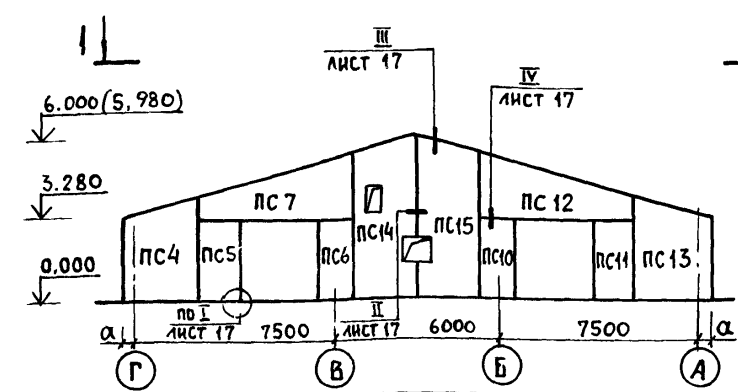 1
III
ЛИСТ 17
IV
ЛИСТ 17
6.000(5,980)
3.280
0,000
ПС7
ПС12
ПС4
ПС5
ПС6
ПС14
ПС15
ПС10
ПС11
ПС13
ПО I
ЛИСТ 17
II
ЛИСТ 17
а
7500
6000
7500
а
Г
В
Б
А